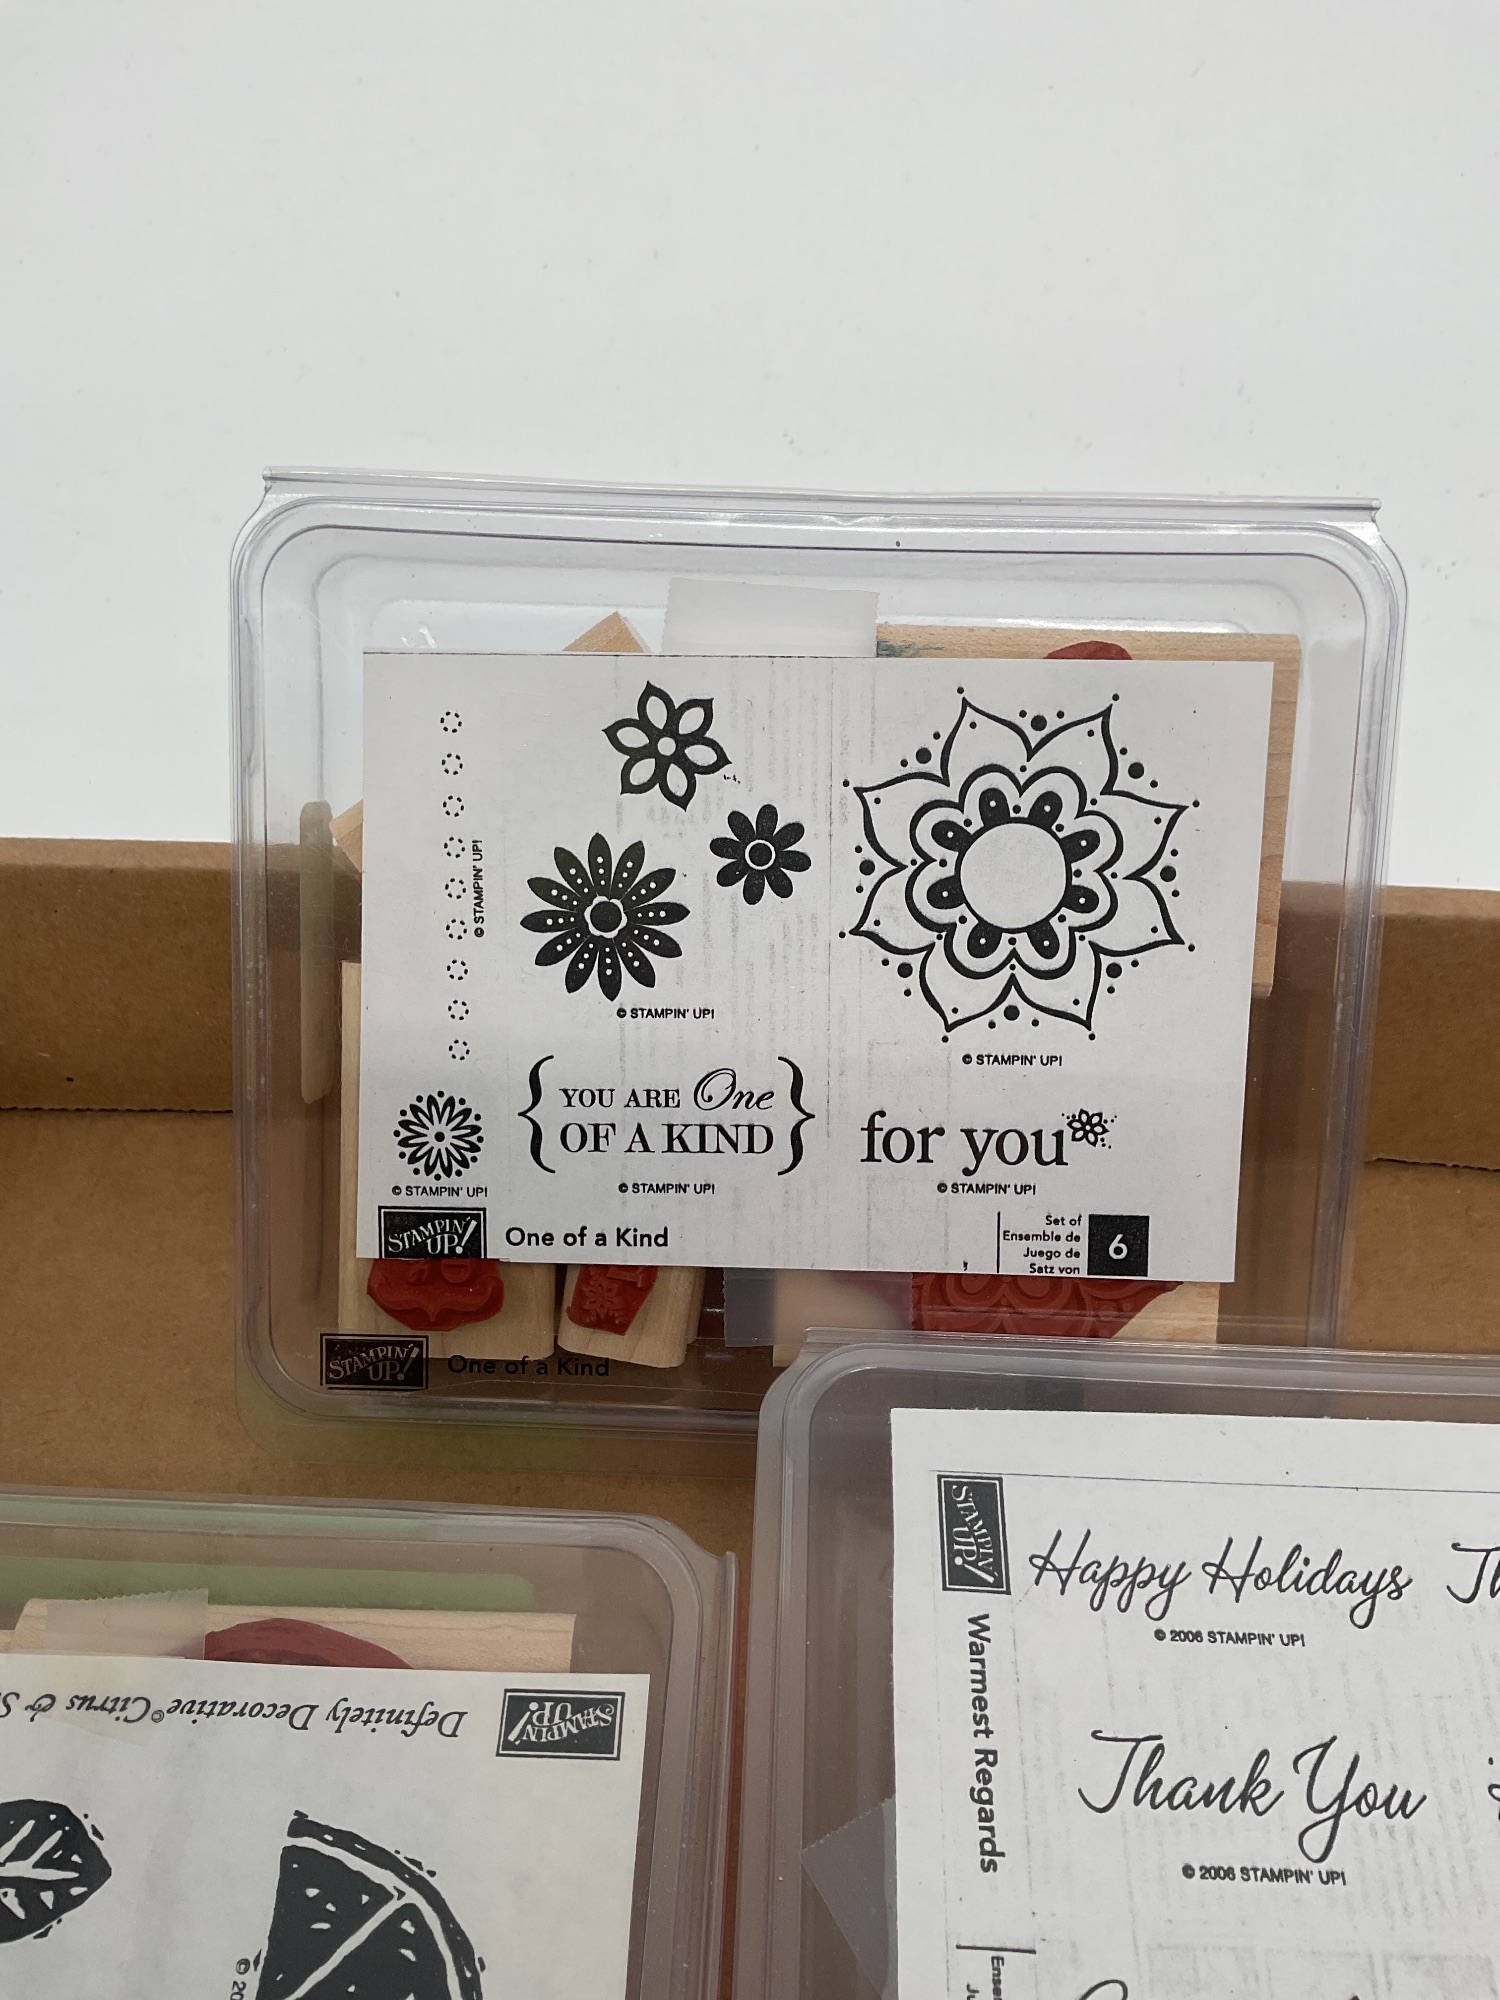 © STAMPIN' UP!
© STAMPIN' UP!
© STAMPIN' UP!
YOU ARE One
OF A KIND
for you
© STAMPIN' UP!
© STAMPIN' UP!
© STAMPIN' UP!
STAMPIN' UP!
One of a Kind
Set of
Ensemble de
Juego de
Satz von
6
STAMPIN' UP!
One of a Kind
STAMPIN' UP!
Warmest Regards
Happy Holidays
© 2006 STAMPIN' UP!
Thank You
© 2006 STAMPIN' UP!
STAMPIN' UP!
Definitely Decorative® Citrus &